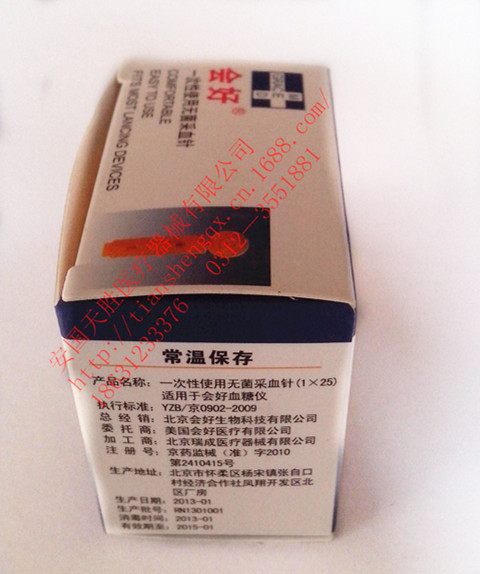 GRACE
MED
会好®
一次性使用无菌采血针
COMFORTABLE
EASY TO USE
FITS MOST LANCING DEVICES
安国天胜医疗器械有限公司
http://tianshengqx.cn.1688.com/
18031233376 0312-3551881
常温保存
产品名称：一次性使用无菌采血针(1×25)
适用于会好血糖仪
执行标准：YZB/京0902-2009
总经销：北京会好生物科技有限公司
委托商：美国会好医疗有限公司
加工商：北京瑞成医疗器械有限公司
注册号：京药监械（准）字2010
第2410415号
生产地址：北京市怀柔区杨宋镇张自口
村经济合作社凤翔开发区北
区厂房
生产日期：2013-01
生产批号：RN1301001
消毒时间：2013-01
有效期至：2015-01